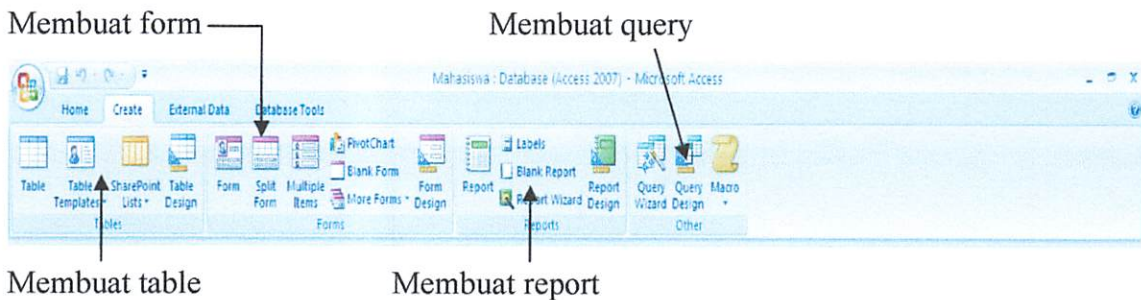 Membuat form
Membuat query
Mahasiswa : Database (Access 2007) - Microsoft Access
Home Create External Data Database Tools
Table
Table Templates
SharePoint Lists
Table Design
Tables
Form
Split Form
Multiple Items
PivotChart
Blank Form
More Forms
Form Design
Forms
Report
Labels
Blank Report
Report Wizard
Report Design
Reports
Query Wizard
Query Design
Macro
Other
Membuat table
Membuat report